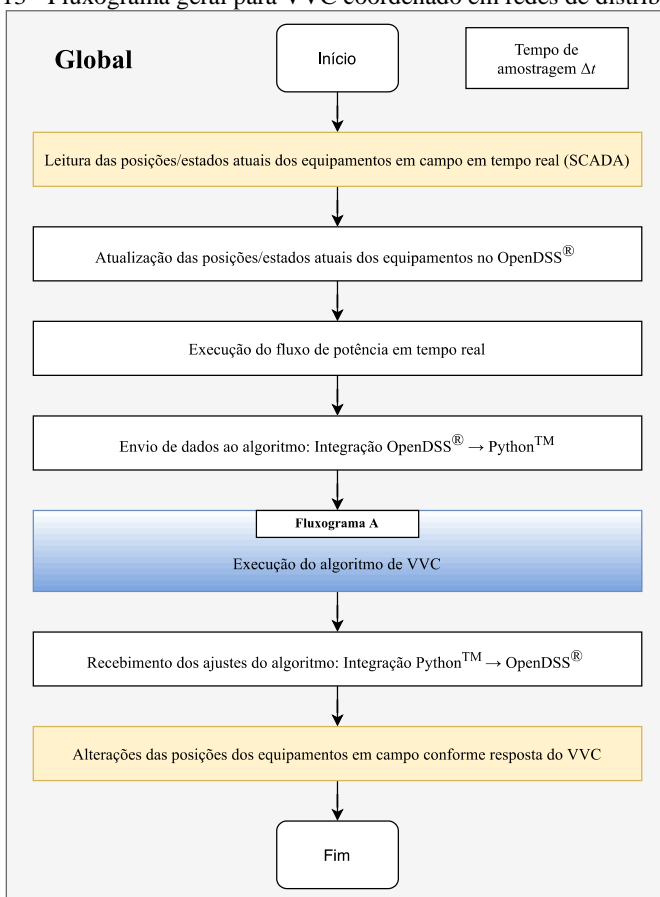 13 - Fluxograma geral para VVC coordenado em redes de distrib
Global
Início
Tempo de
amostragem Δt
Leitura das posições/estados atuais dos equipamentos em campo em tempo real (SCADA)
Atualização das posições/estados atuais dos equipamentos no OpenDSS®
Execução do fluxo de potência em tempo real
Envio de dados ao algoritmo: Integração OpenDSS® → Python™
Fluxograma A
Execução do algoritmo de VVC
Recebimento dos ajustes do algoritmo: Integração Python™ → OpenDSS®
Alterações das posições dos equipamentos em campo conforme resposta do VVC
Fim